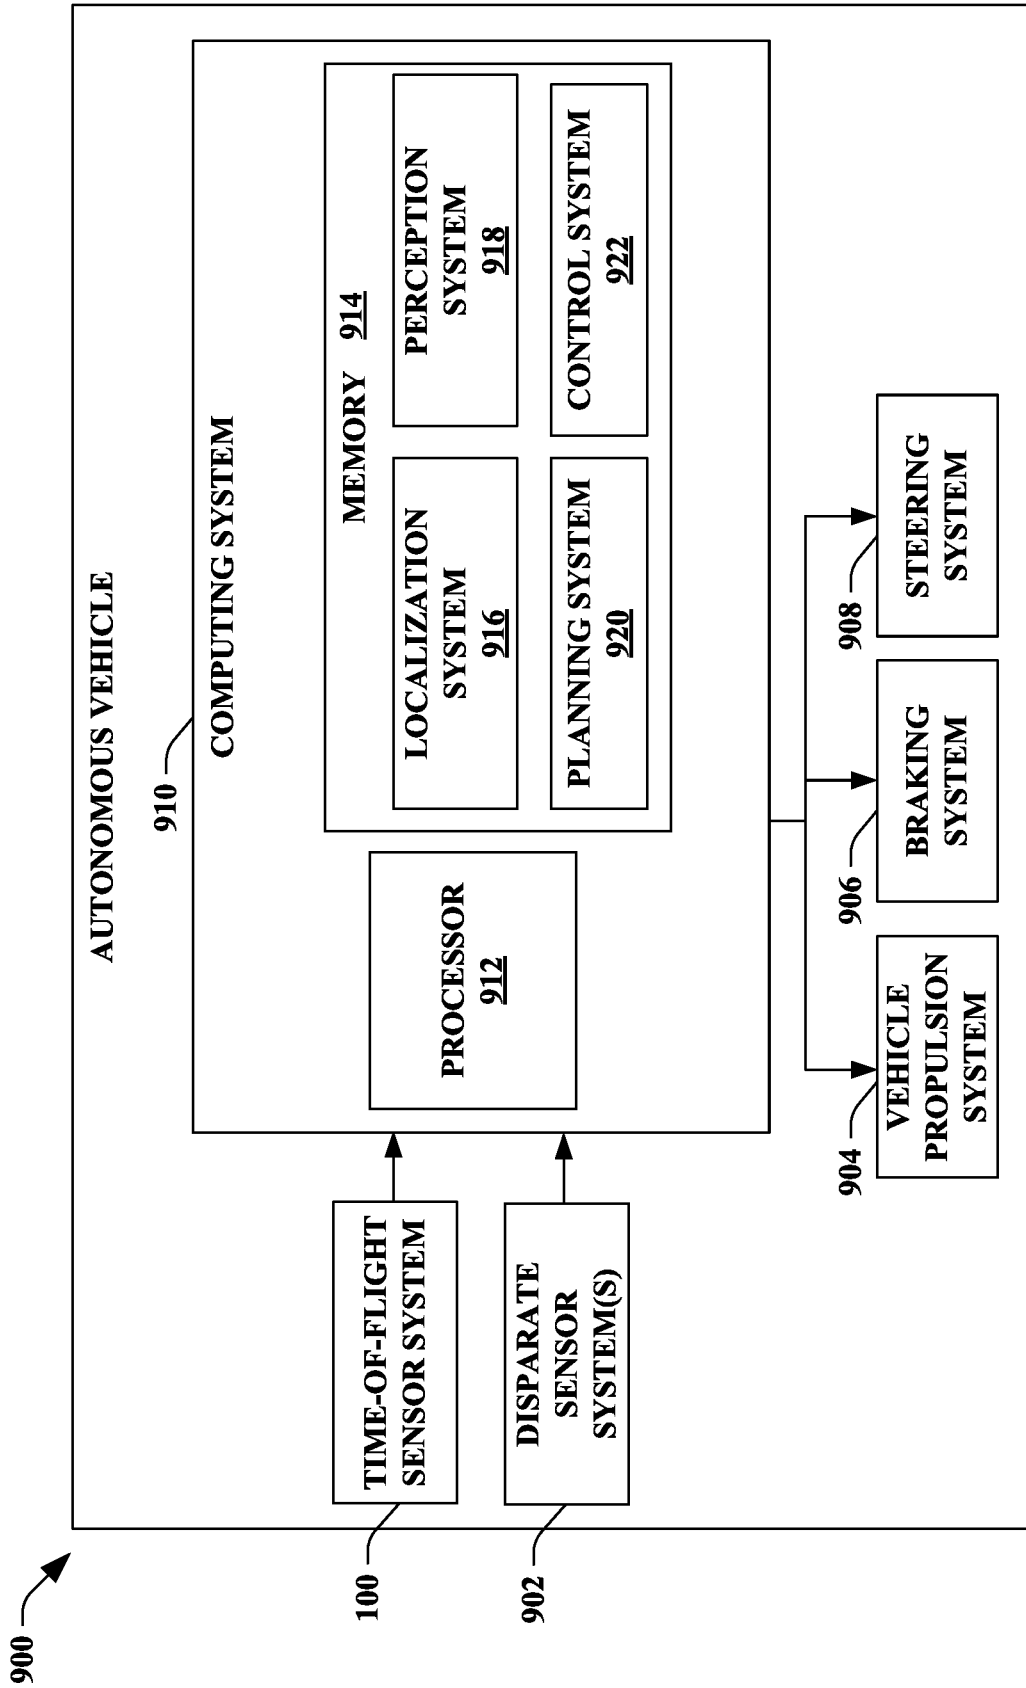 900
AUTONOMOUS VEHICLE
910
COMPUTING SYSTEM
100
TIME-OF-FLIGHT
SENSOR SYSTEM
902
DISPARATE
SENSOR
SYSTEM(S)
PROCESSOR
912
MEMORY 914
LOCALIZATION
SYSTEM
916
PERCEPTION
SYSTEM
918
PLANNING SYSTEM
920
CONTROL SYSTEM
922
904
VEHICLE
PROPULSION
SYSTEM
906
BRAKING
SYSTEM
908
STEERING
SYSTEM